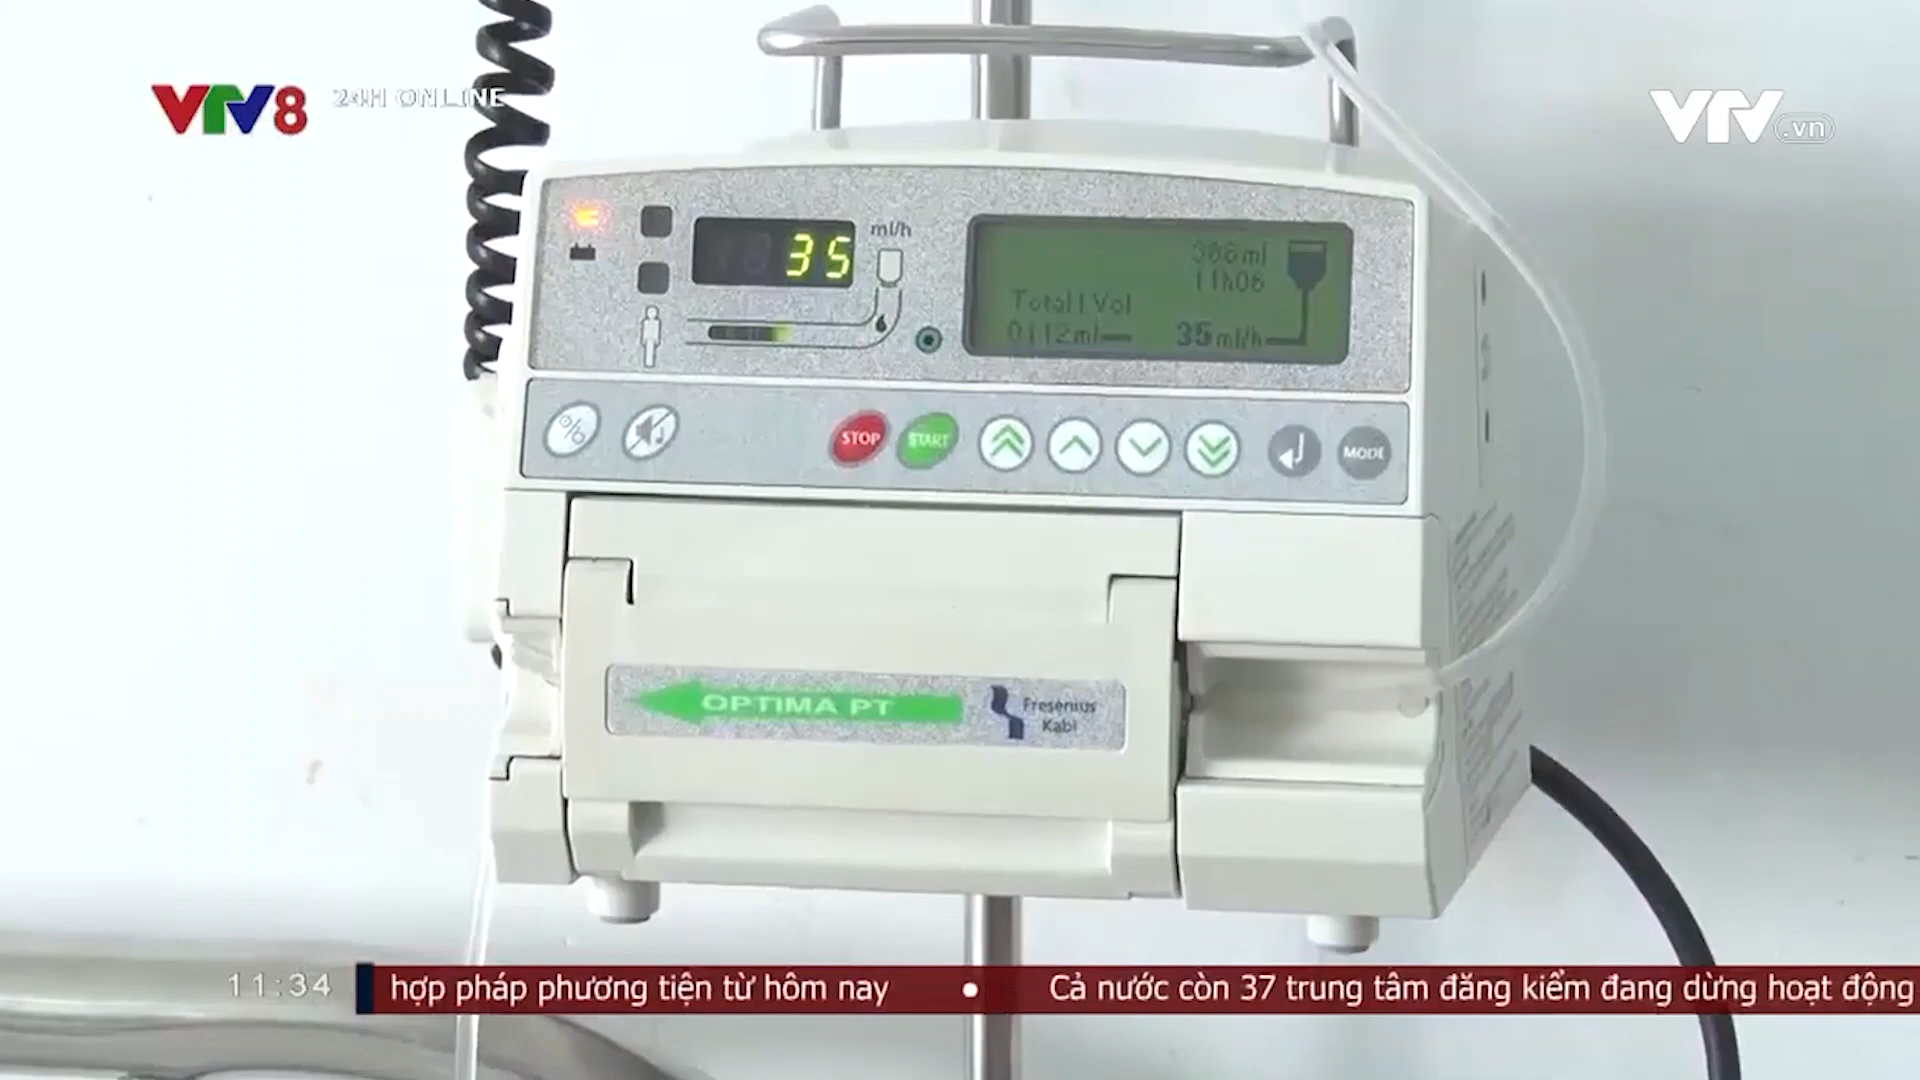 VTV8
24H ONLINE
VTV.vn
35
ml/h
11h06
Total | Vol
0112ml
35 ml/h
%
STOP
START
MODE
OPTIMA PT
Fresenius
Kabi
11:34
hợp pháp phương tiện từ hôm nay
Cả nước còn 37 trung tâm đăng kiểm đang dừng hoạt động